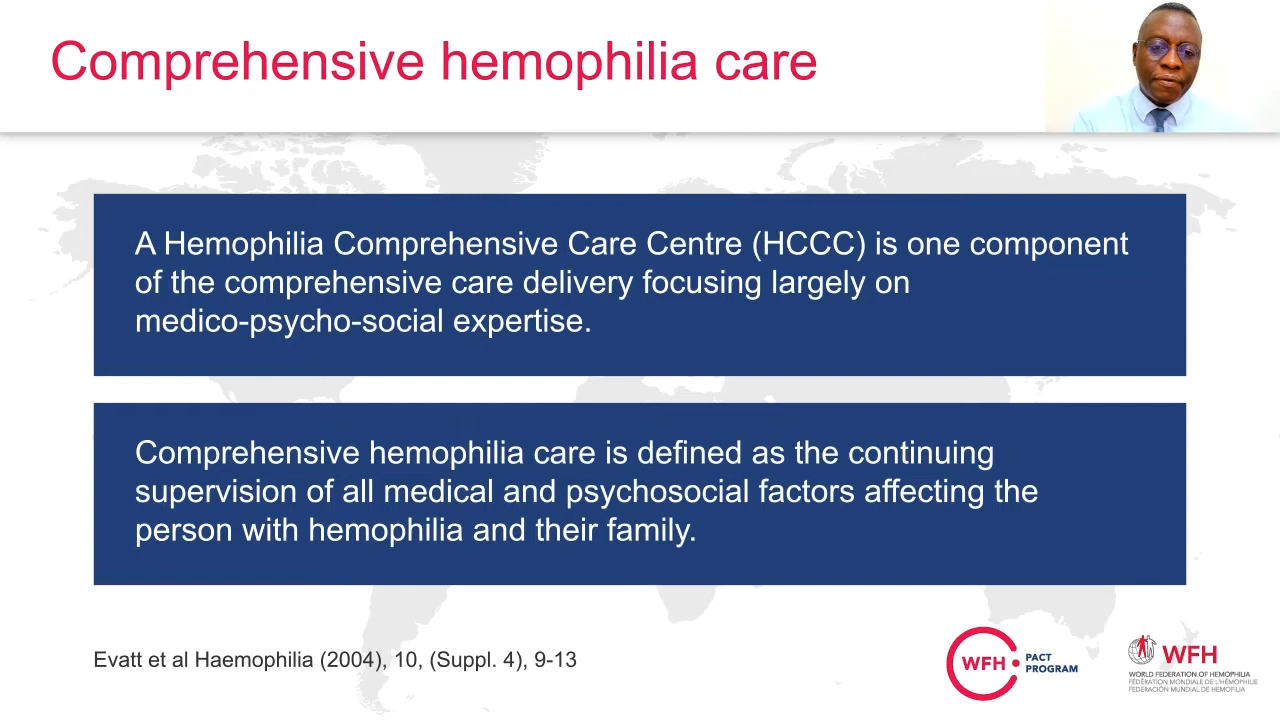 Comprehensive hemophilia care
A Hemophilia Comprehensive Care Centre (HCCC) is one component
of the comprehensive care delivery focusing largely on
medico-psycho-social expertise.
Comprehensive hemophilia care is defined as the continuing
supervision of all medical and psychosocial factors affecting the
person with hemophilia and their family.
Evatt et al Haemophilia (2004), 10, (Suppl. 4), 9-13
WFH
PACT
PROGRAM
WFH
WORLD FEDERATION OF HEMOPHILIA
FÉDÉRATION MONDIALE DE L'HÉMOPHILIE
FEDERACIÓN MUNDIAL DE HEMOFILIA